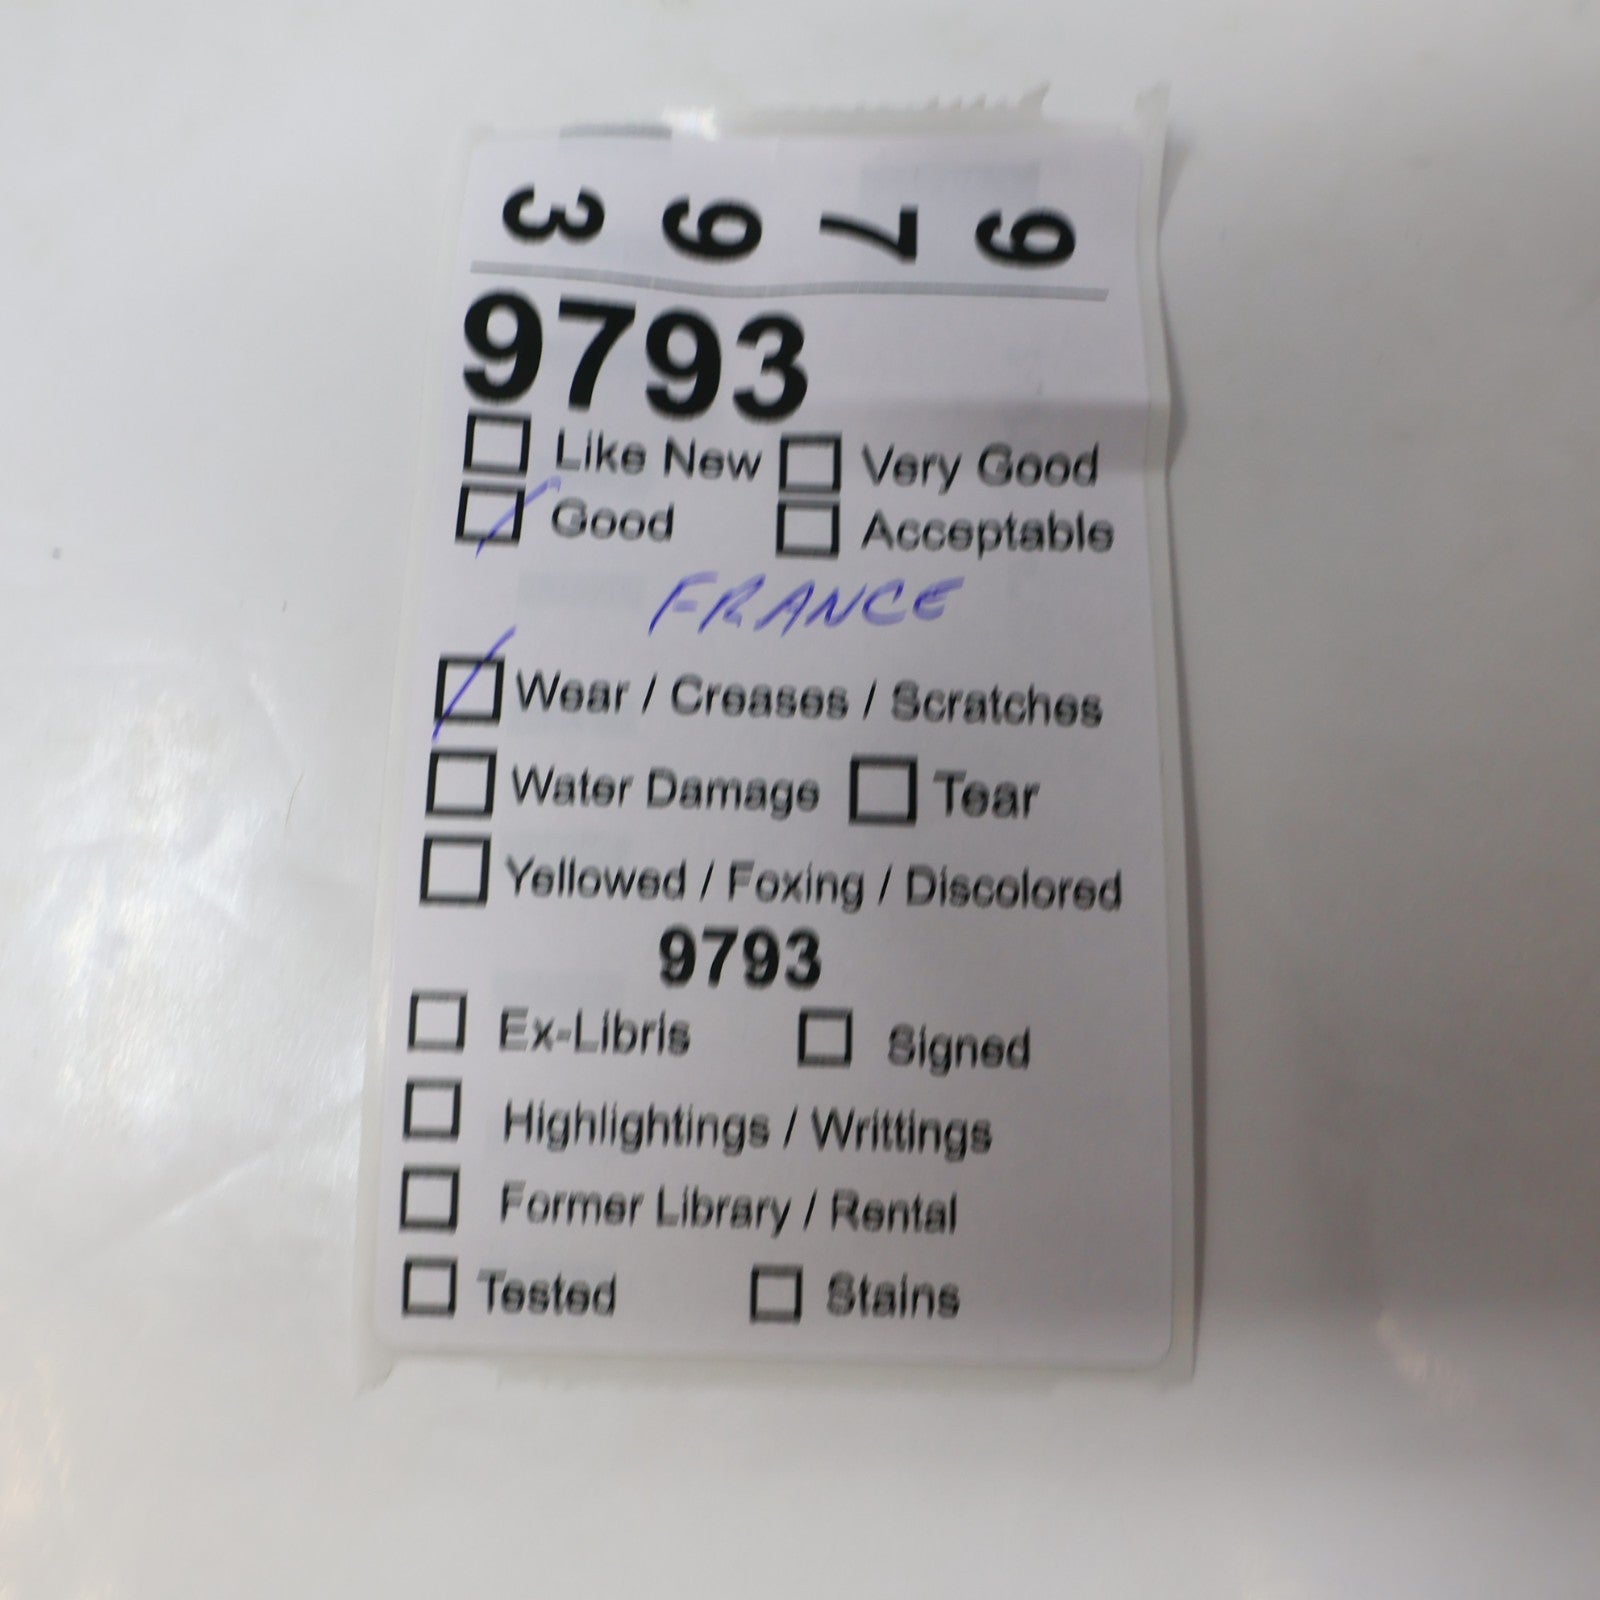 3 9 7 9
9793
Like New Very Good
Good Acceptable
FRANCE
Wear / Creases / Scratches
Water Damage Tear
Yellowed / Foxing / Discolored
9793
Ex-Libris Signed
Highlightings / Writtings
Former Library / Rental
Tested Stains